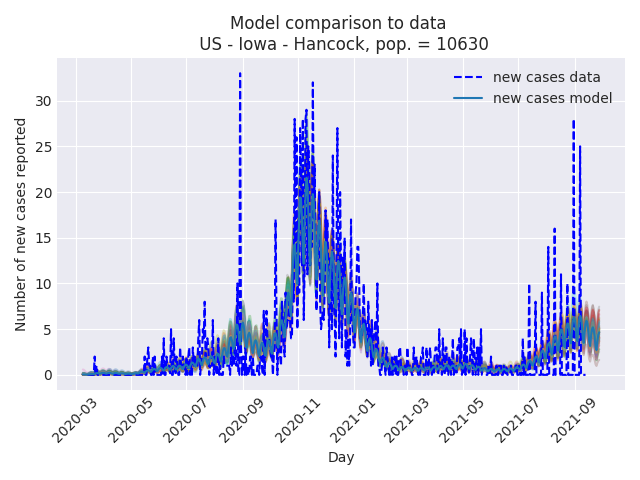 Model comparison to data
US - Iowa - Hancock, pop. = 10630
new cases data
new cases model
Number of new cases reported
30
25
20
15
10
5
0
2020-03
2020-05
2020-07
2020-09
2020-11
2021-01
2021-03
2021-05
2021-07
2021-09
Day